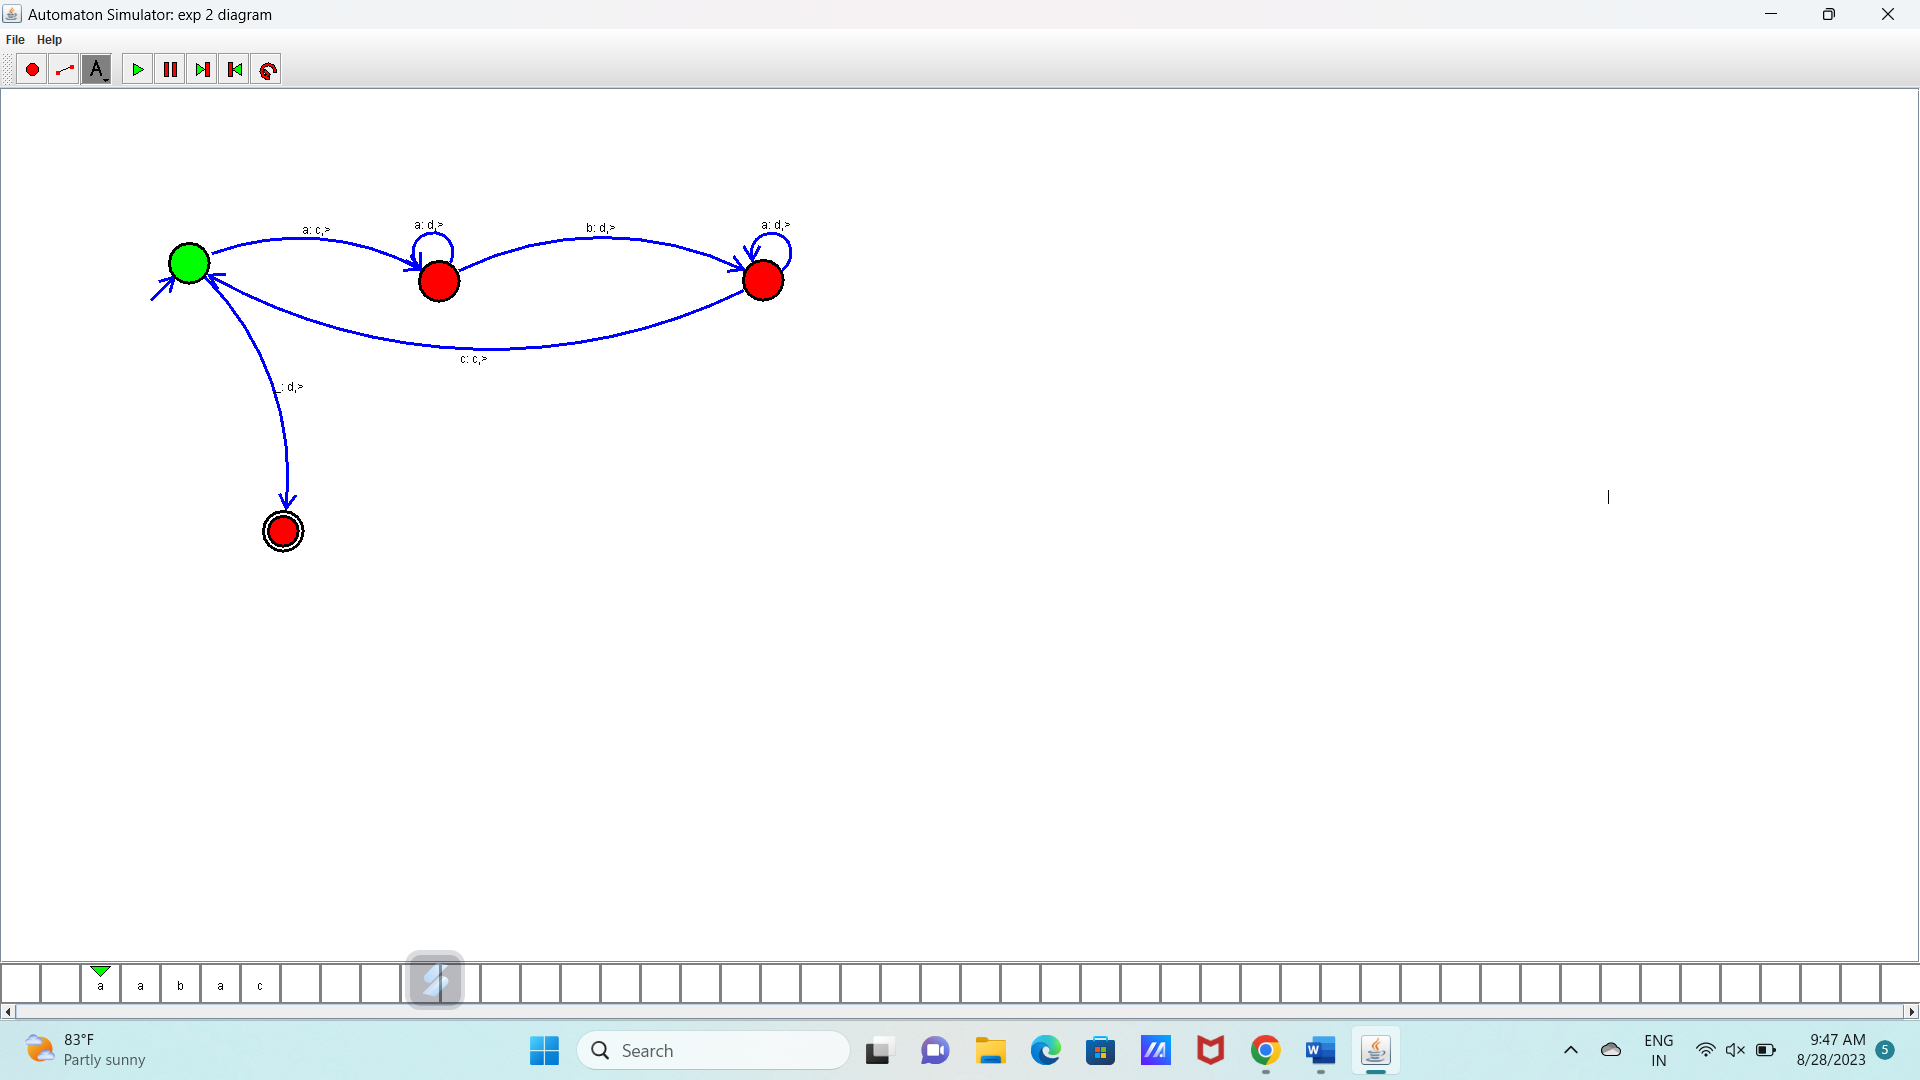 Automaton Simulator: exp 2 diagram
File Help
A
a: c,>
a: d,>
b: d,>
a: d,>
c: c,>
_: d,>
a a b a c
83°F
Partly sunny
Search
W
ENG
IN
9:47 AM
8/28/2023
5